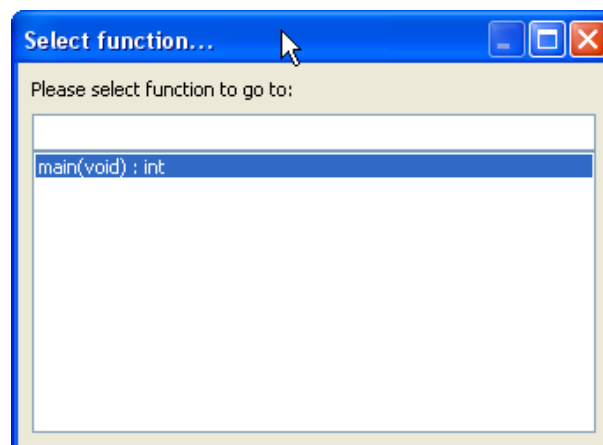 Select function...
Please select function to go to:
main(void) : int